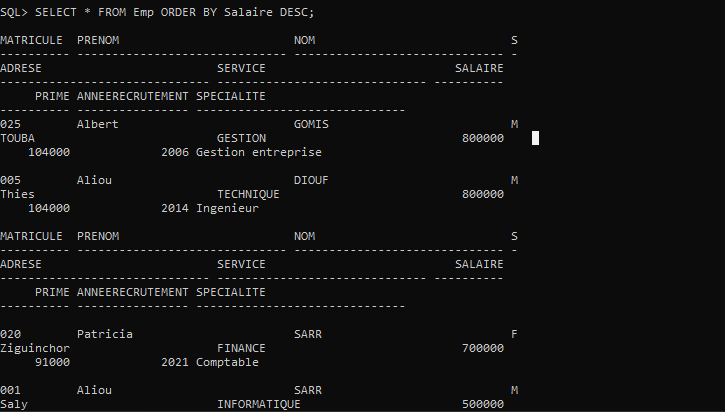 SQL> SELECT * FROM Emp ORDER BY Salaire DESC;
MATRICULE PRENOM NOM S
---------- ------------------------------ ------------------------------ -
ADRESE SERVICE SALAIRE
------------------------------ ------------------------------ ----------
PRIME ANNEERECRUTEMENT SPECIALITE
---------- ---------------- ------------------------------
025 Albert GOMIS M
TOUBA GESTION 800000
104000 2006 Gestion entreprise
005 Aliou DIOUF M
Thies TECHNIQUE 800000
104000 2014 Ingenieur
MATRICULE PRENOM NOM S
---------- ------------------------------ ------------------------------ -
ADRESE SERVICE SALAIRE
------------------------------ ------------------------------ ----------
PRIME ANNEERECRUTEMENT SPECIALITE
---------- ---------------- ------------------------------
020 Patricia SARR F
Ziguinchor FINANCE 700000
91000 2021 Comptable
001 Aliou SARR M
Saly INFORMATIQUE 500000